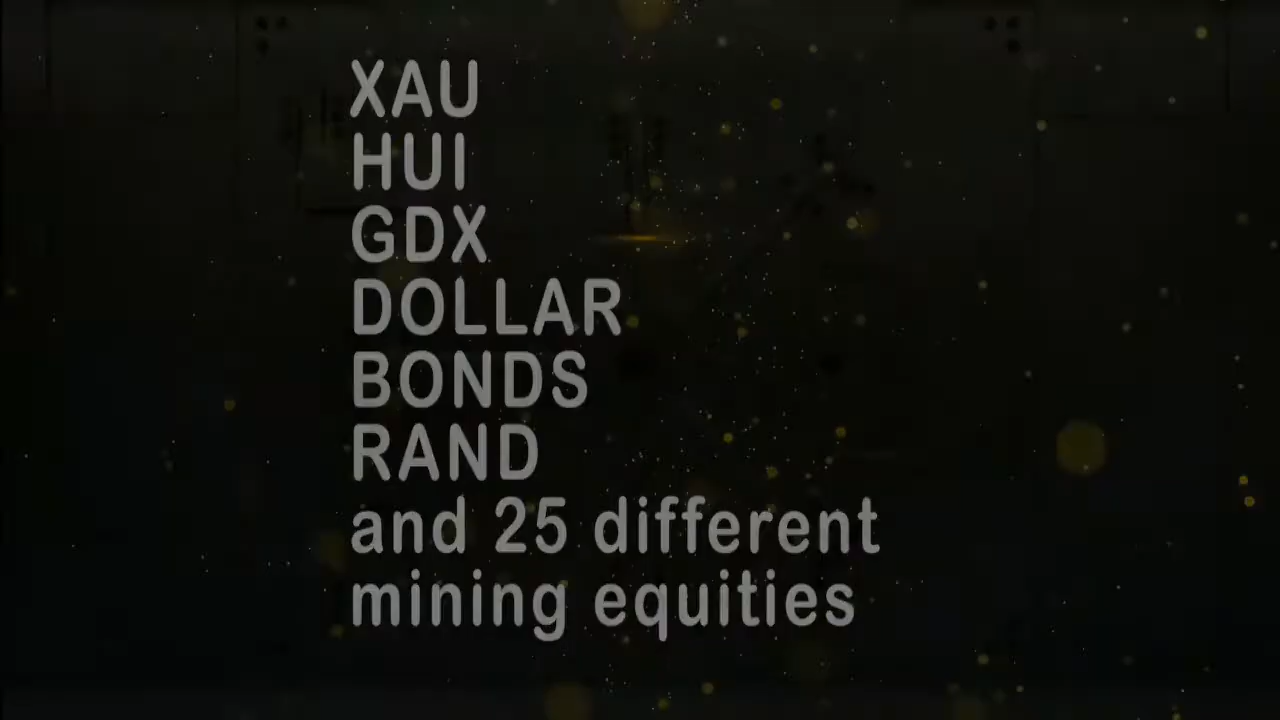 XAU
HUI
GDX
DOLLAR
BONDS
RAND
and 25 different
mining equities